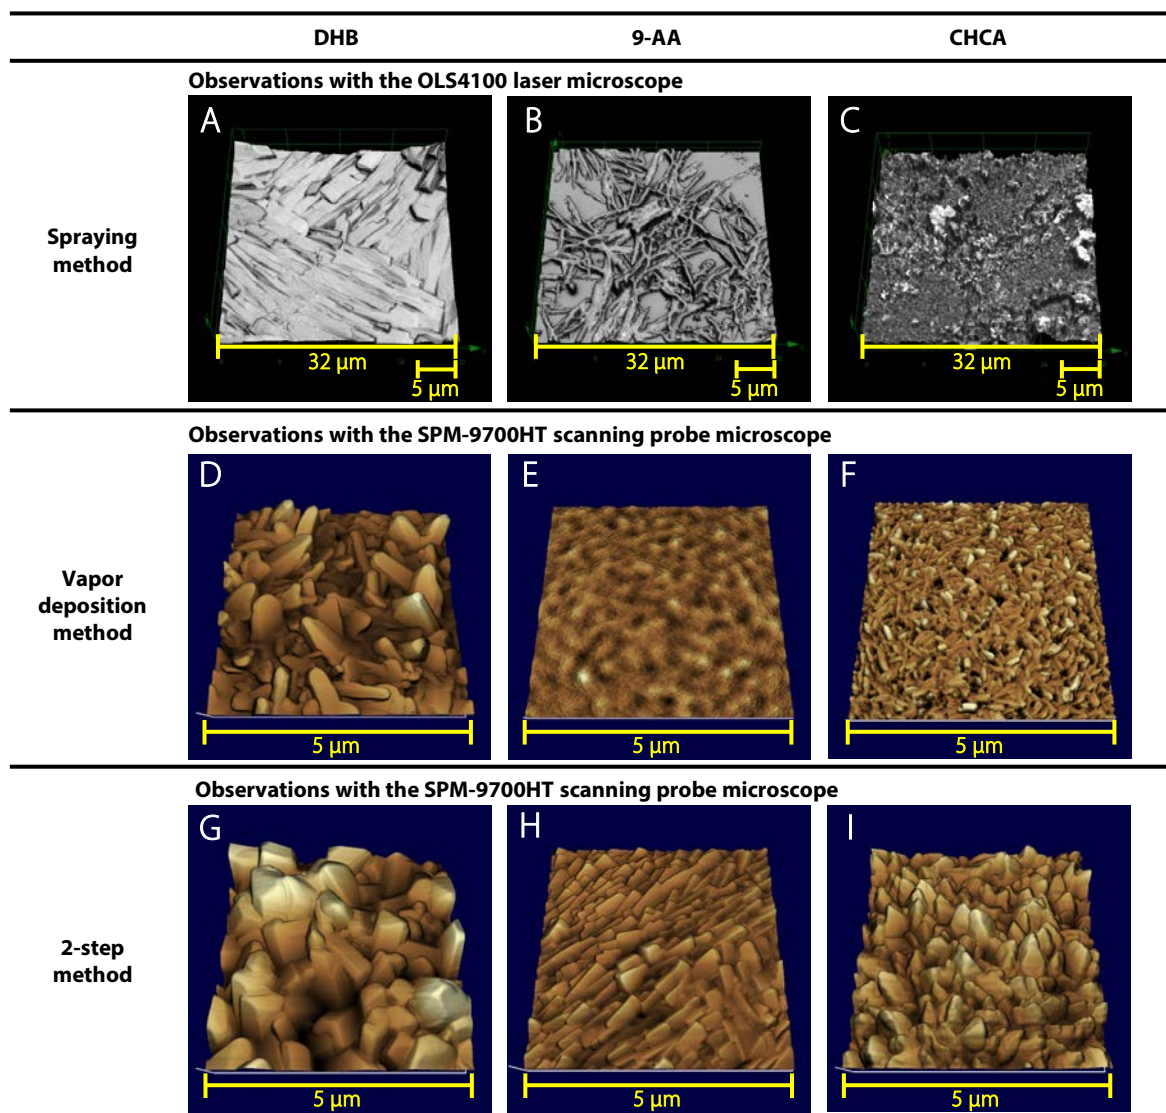 DHB 9-AA CHCA
Observations with the OLS4100 laser microscope
Spraying
method
A B C
32 μm 32 μm 32 μm
5 μm 5 μm 5 μm
Observations with the SPM-9700HT scanning probe microscope
Vapor
deposition
method
D E F
5 μm 5 μm 5 μm
Observations with the SPM-9700HT scanning probe microscope
2-step
method
G H I
5 μm 5 μm 5 μm